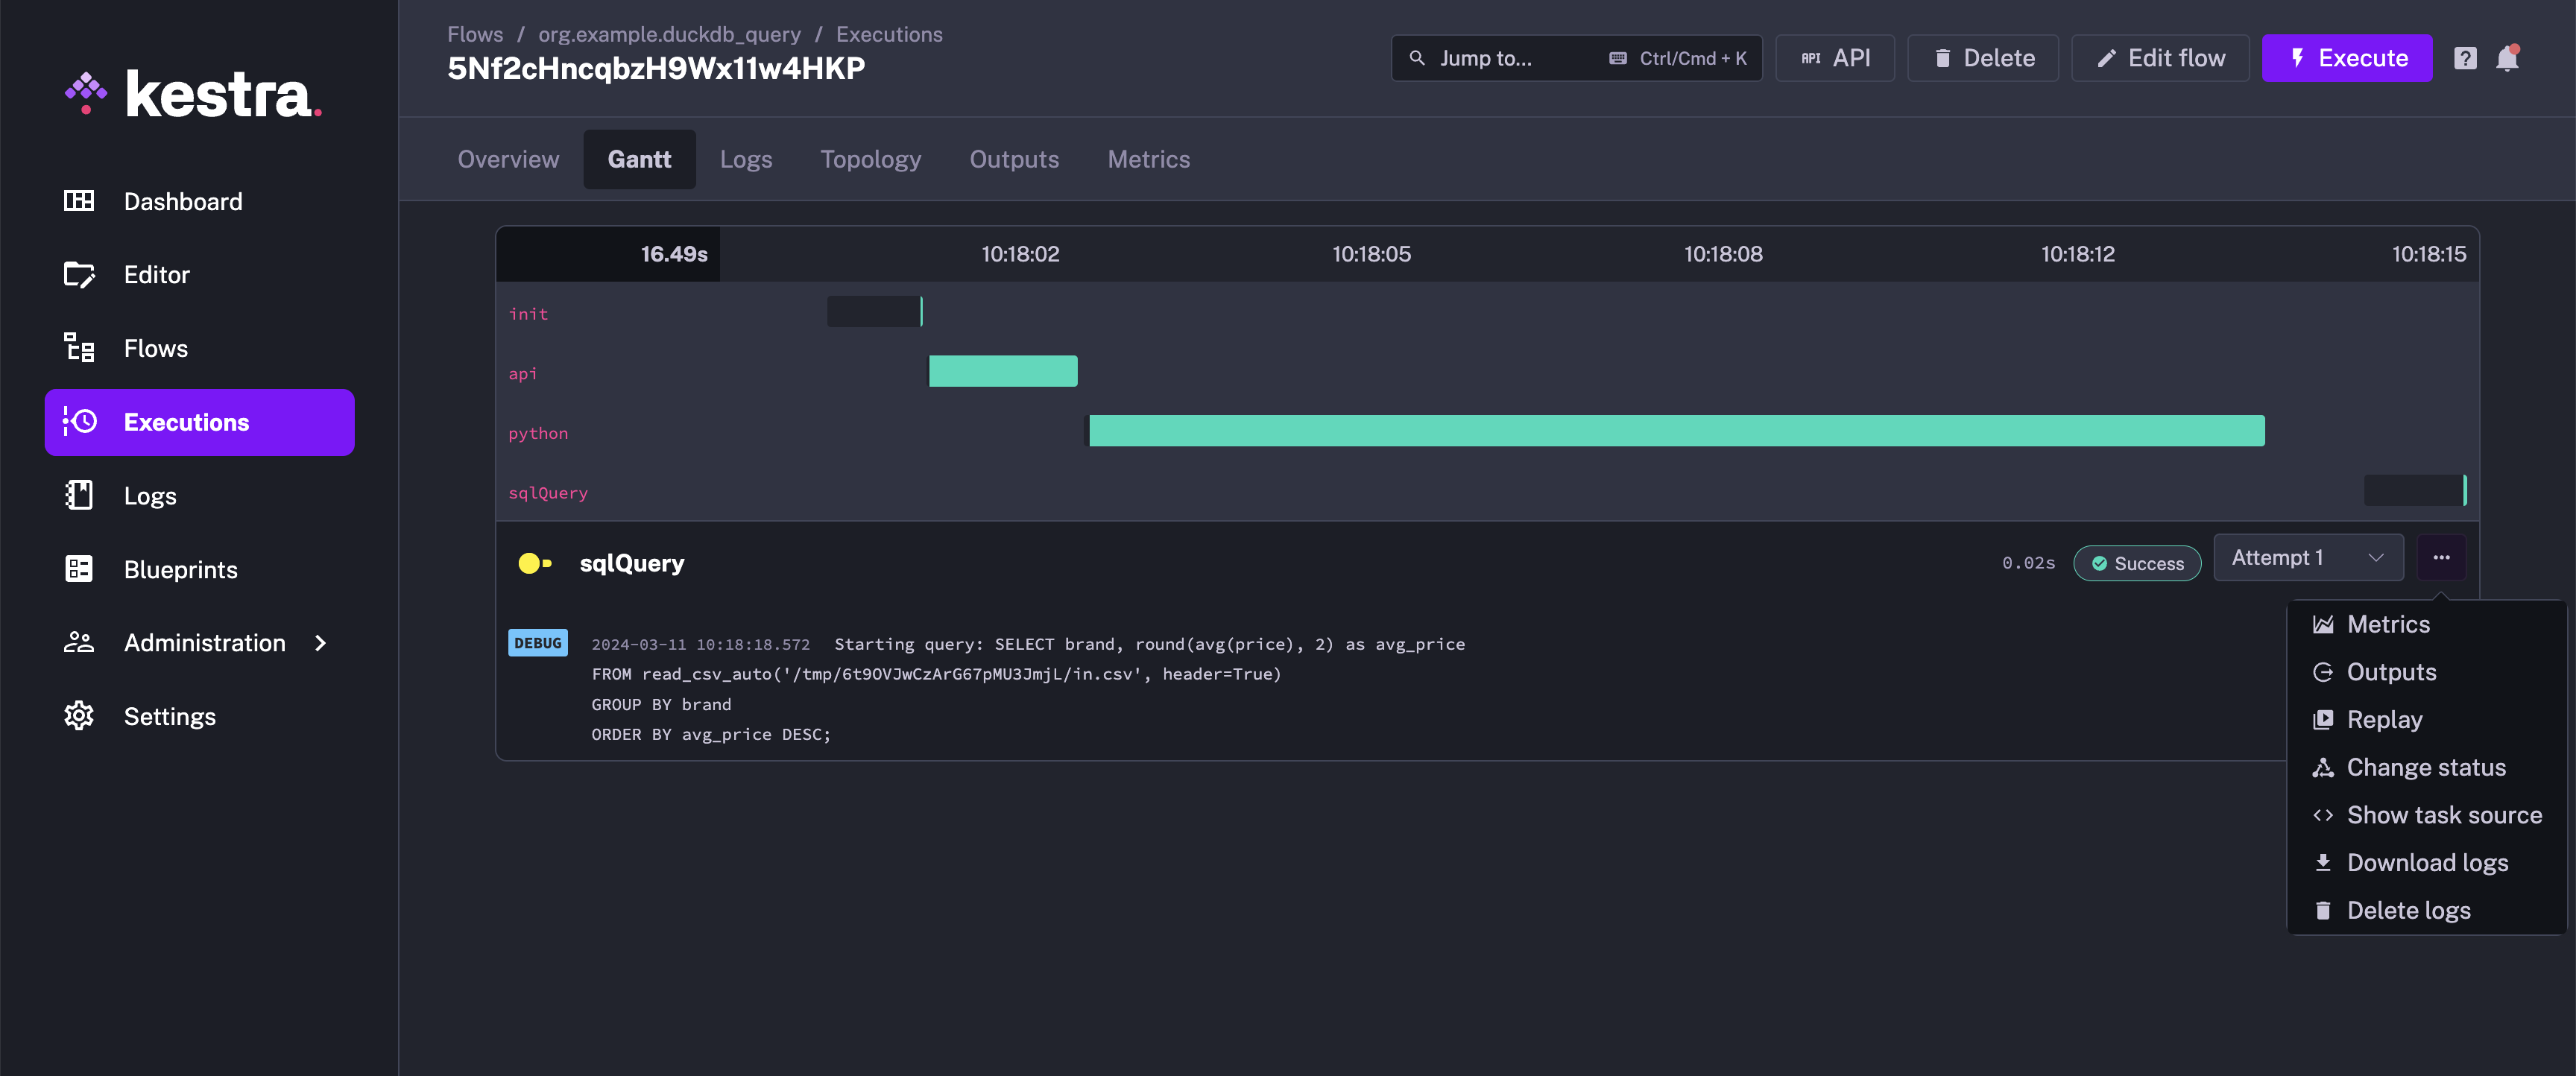 kestra.
Dashboard
Editor
Flows
Executions
Logs
Blueprints
Administration
Settings
Flows / org.example.duckdb_query / Executions
5Nf2cHncqbzH9Wx11w4HKP
Jump to... Ctrl/Cmd + K
API API
Delete
Edit flow
Execute
?
Overview Gantt Logs Topology Outputs Metrics
16.49s 10:18:02 10:18:05 10:18:08 10:18:12 10:18:15
init
api
python
sqlQuery
sqlQuery 0.02s Success Attempt 1
DEBUG 2024-03-11 10:18:18.572 Starting query: SELECT brand, round(avg(price), 2) as avg_price
FROM read_csv_auto('/tmp/6t9OVJwCzArG67pMU3JmjL/in.csv', header=True)
GROUP BY brand
ORDER BY avg_price DESC;
Metrics
Outputs
Replay
Change status
Show task source
Download logs
Delete logs